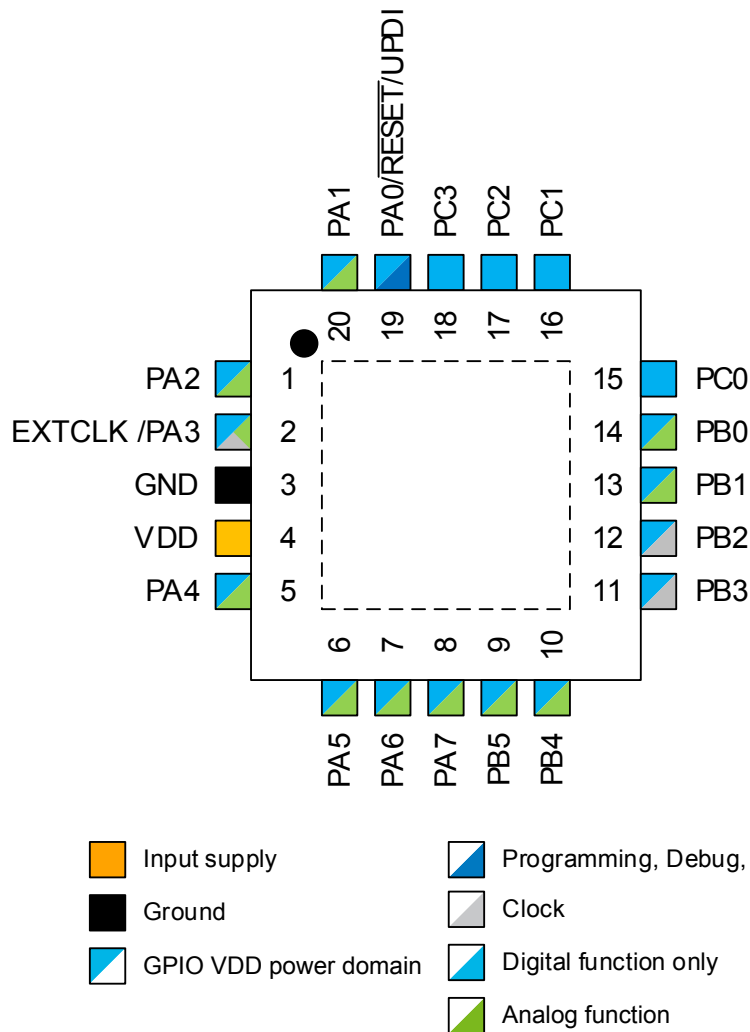 PA0/RESET/UPDI
PA1
PC3
PC2
PC1
20
19
18
17
16
PA2
1
15
PC0
EXTCLK /PA3
2
14
PB0
GND
3
13
PB1
VDD
4
12
PB2
PA4
5
11
PB3
6
7
8
9
10
PA5
PA6
PA7
PB5
PB4
Input supply
Programming, Debug,
Ground
Clock
GPIO VDD power domain
Digital function only
Analog function